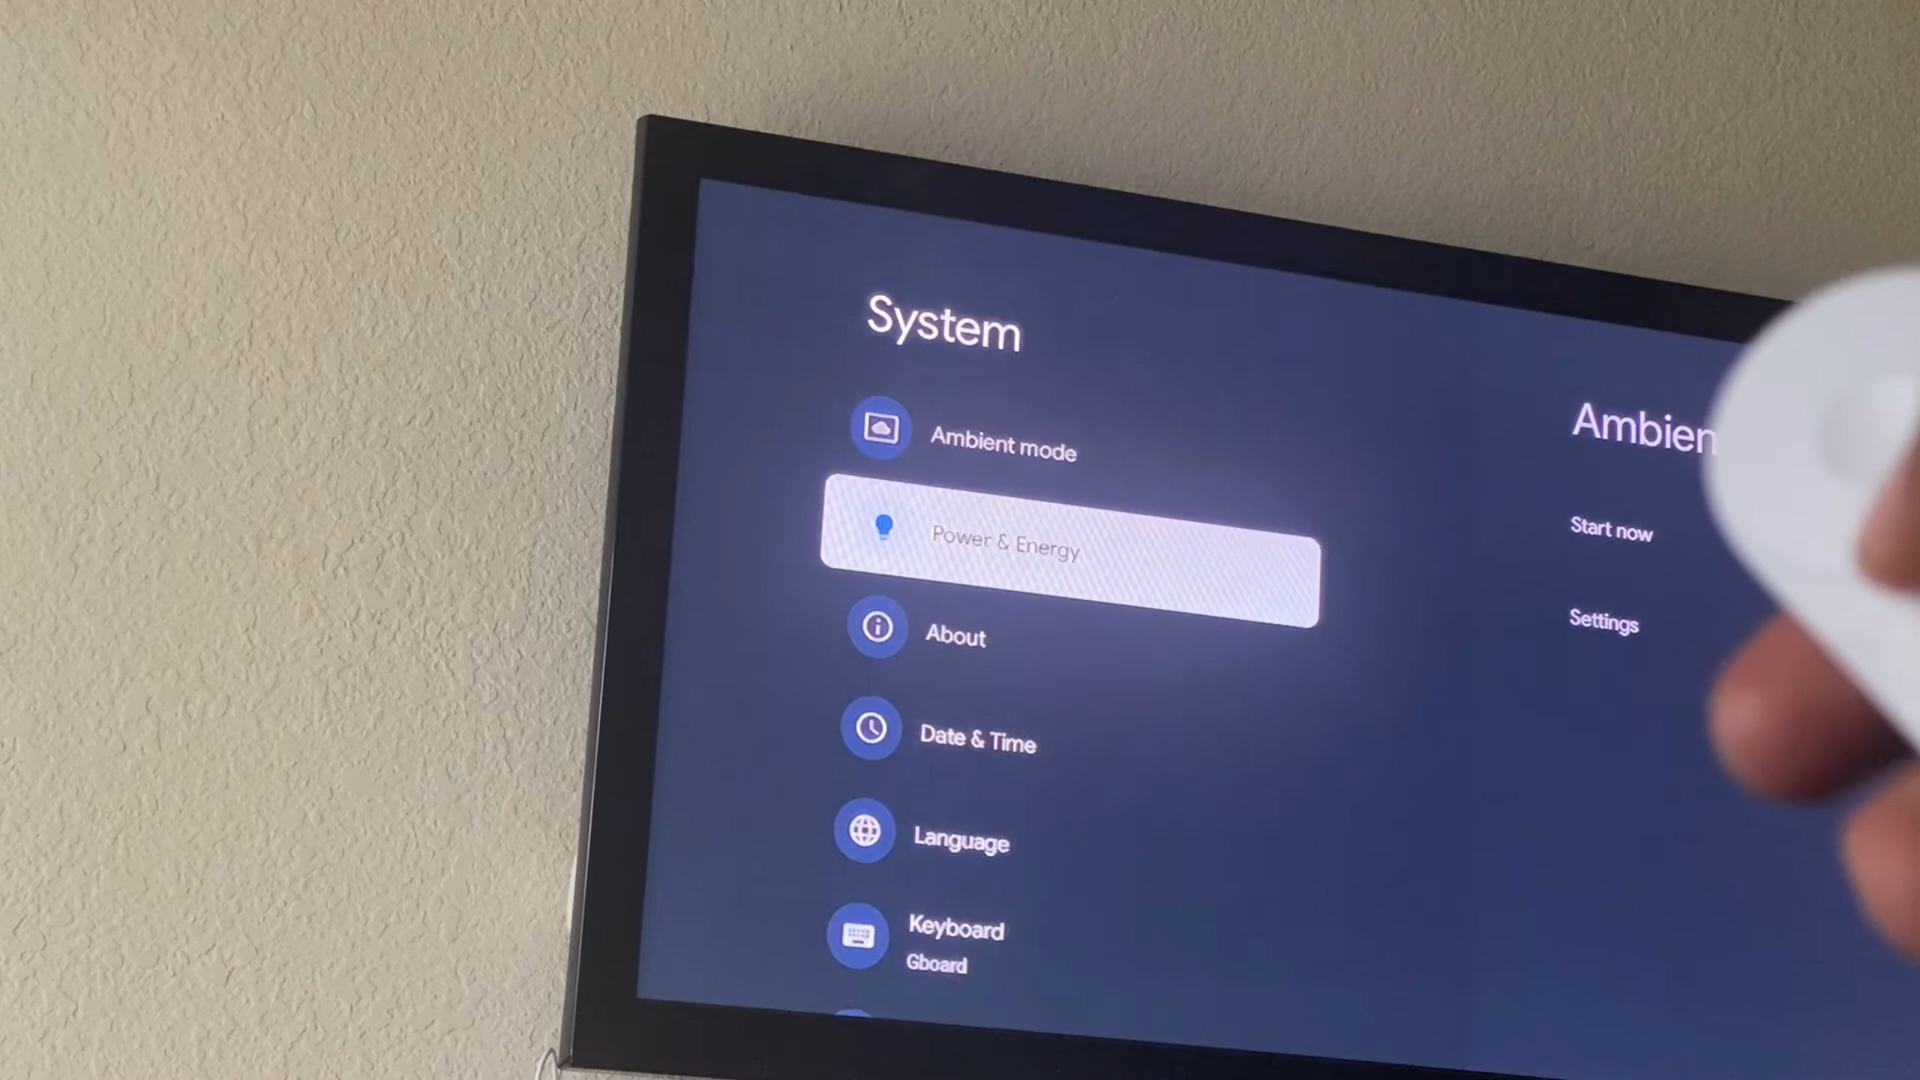 System
Ambient mode
Power & Energy
About
Date & Time
Language
Keyboard
Gboard
Ambien
Start now
Settings